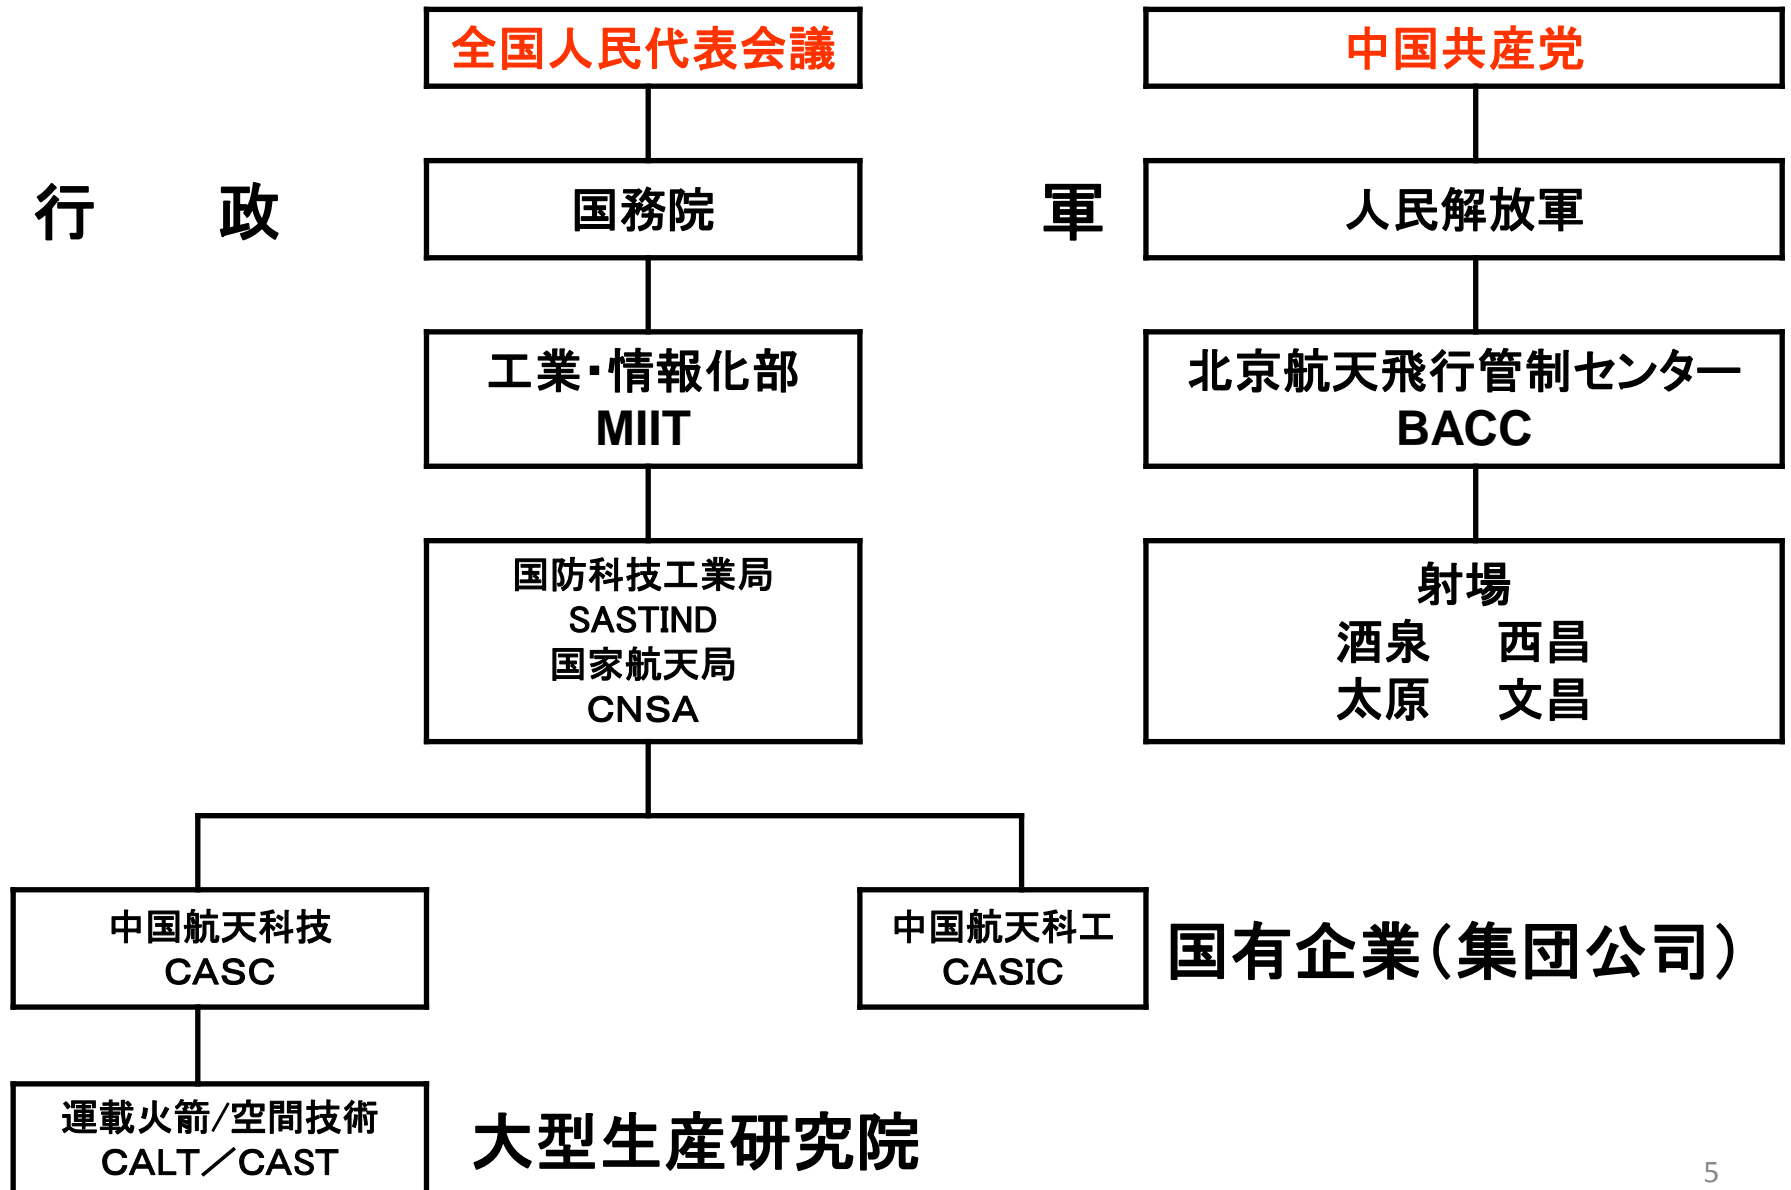 全国人民代表会議
中国共産党
行 政
国務院
軍
人民解放軍
工業・情報化部
MIIT
北京航天飛行管制センター
BACC
国防科技工業局
SASTIND
国家航天局
CNSA
射場
酒泉 西昌
太原 文昌
中国航天科技
CASC
中国航天科工
CASIC
国有企業(集団公司)
運載火箭/空間技術
CALT/CAST
大型生産研究院
5